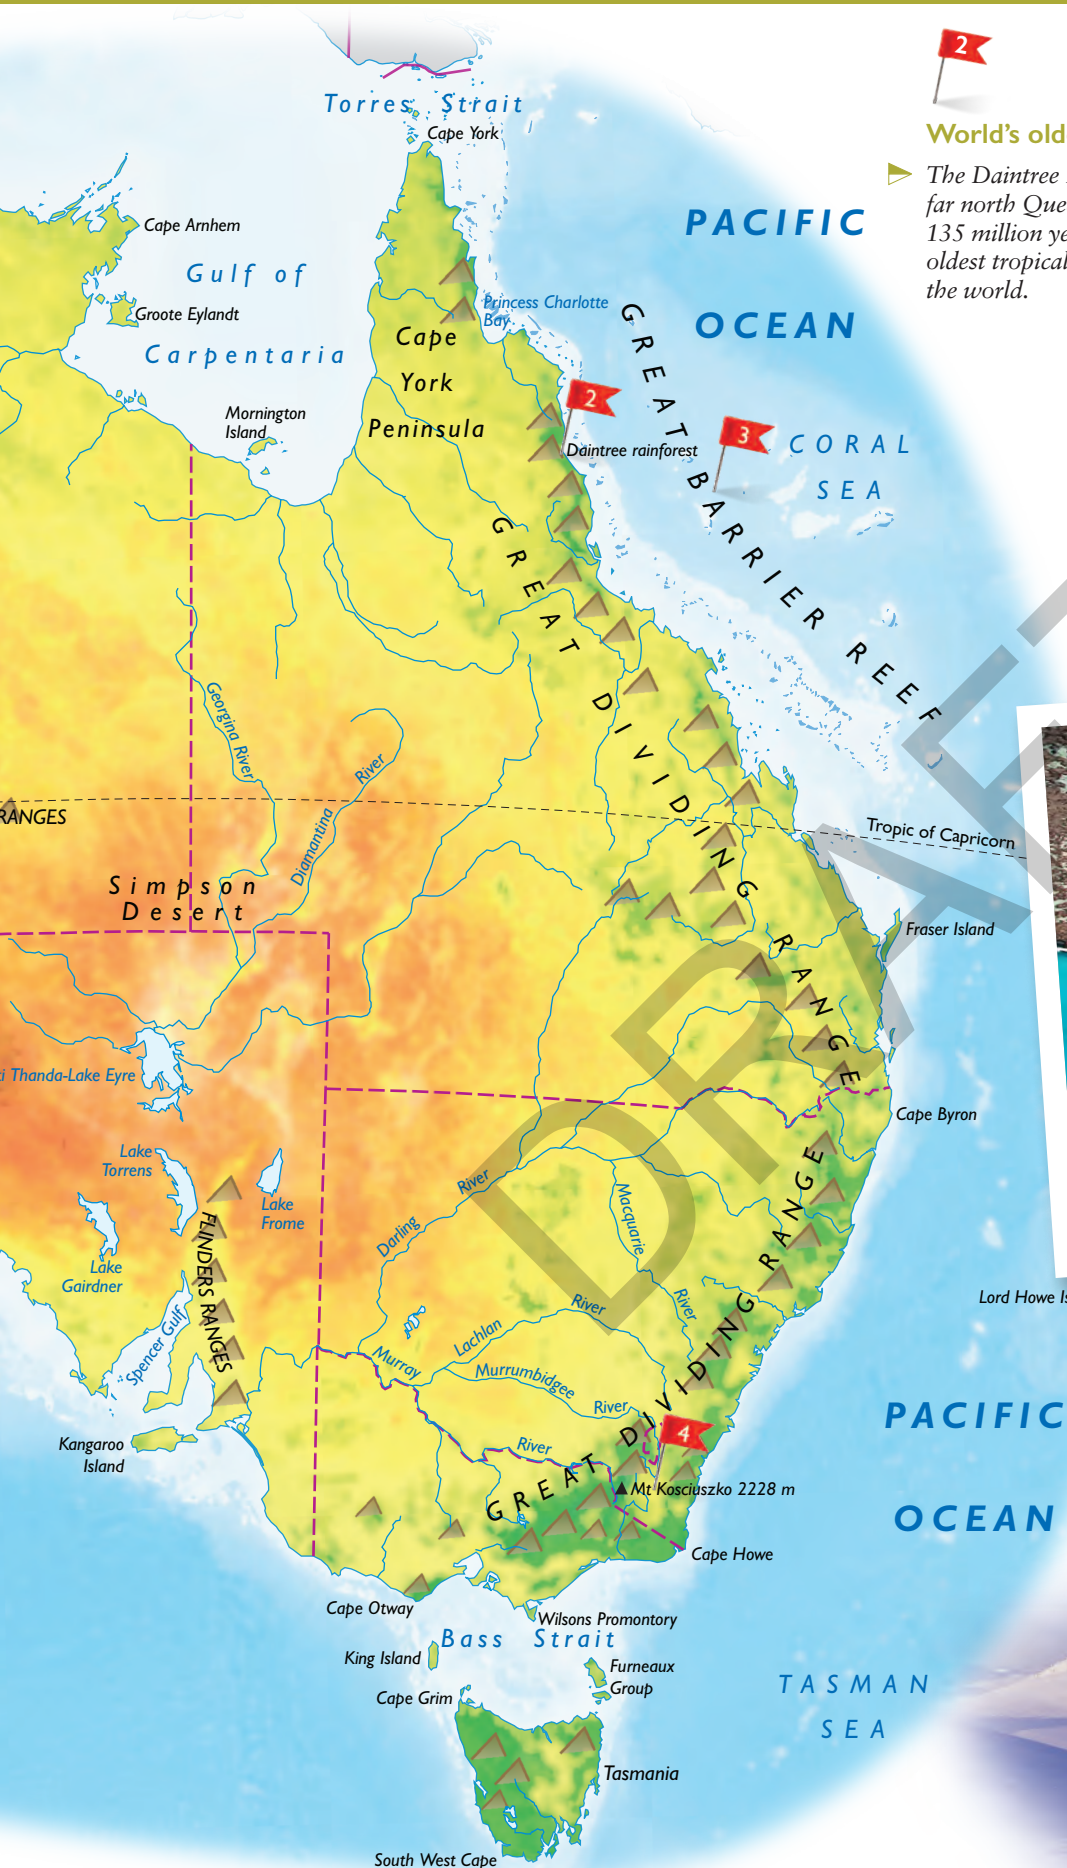 2
World's old
The Daintree
far north Que
135 million ye
oldest tropical
the world.
Torres Strait
Cape York
PACIFIC
OCEAN
Cape Arnhem
Gulf of
Carpentaria
Groote Eylandt
Princess Charlotte
Bay
Cape
York
Peninsula
Mornington
Island
2
Daintree rainforest
3
CORAL
SEA
GREAT BARRIER REEF
GREAT DIVIDING RANGE
Georgina River
Diamantina River
RANGES
Tropic of Capricorn
Simpson
Desert
Fraser Island
Thanda-Lake Eyre
Cape Byron
Lake
Torrens
Lake
Frome
Lake
Gairdner
FLINDERS RANGES
Spencer Gulf
Darling River
Macquarie River
Lachlan River
Murrumbidgee River
Murray River
GREAT DIVIDING RANGE
Lord Howe Is
Kangaroo
Island
4
Mt Kosciuszko 2228 m
PACIFIC
OCEAN
Cape Howe
Cape Otway
Wilsons Promontory
Bass Strait
King Island
Furneaux
Group
Cape Grim
TASMAN
SEA
Tasmania
South West Cape
DRAFT